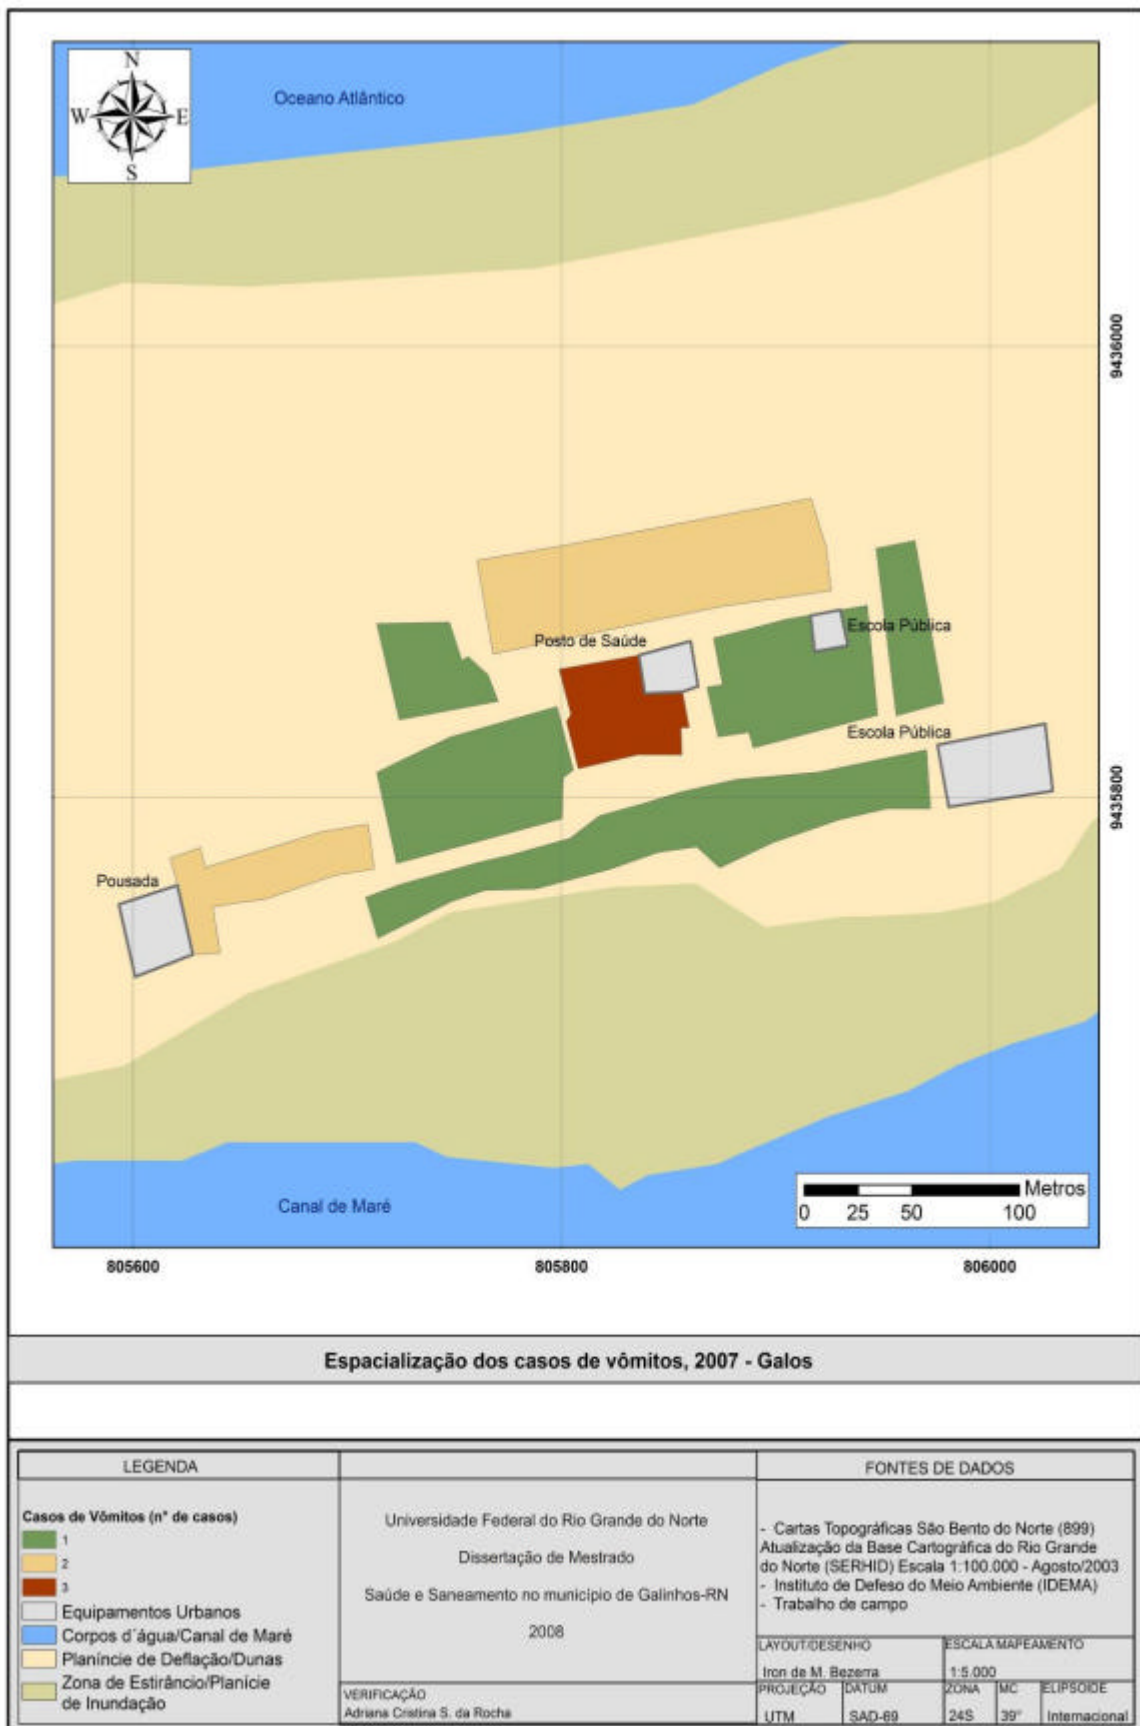 N
W E
S
Oceano Atlântico
9436000
Posto de Saúde
Escola Pública
Escola Pública
9435800
Pousada
Canal de Maré
Metros
0 25 50 100
805600 805800 806000
Espacialização dos casos de vômitos, 2007 - Galos
LEGENDA
Casos de Vômitos (n° de casos)
1
2
3
Equipamentos Urbanos
Corpos d´água/Canal de Maré
Planíncie de Deflação/Dunas
Zona de Estirâncio/Planície
de Inundação
Universidade Federal do Rio Grande do Norte
Dissertação de Mestrado
Saúde e Saneamento no município de Galinhos-RN
2008
VERIFICAÇÃO
Adriana Cristina S. da Rocha
FONTES DE DADOS
- Cartas Topográficas São Bento do Norte (899)
Atualização da Base Cartográfica do Rio Grande
do Norte (SERHID) Escala 1:100.000 - Agosto/2003
- Instituto de Defeso do Meio Ambiente (IDEMA)
- Trabalho de campo
LAYOUT/DESENHO ESCALA MAPEAMENTO
Iron de M. Bezerra 1:5.000
PROJEÇÃO DATUM ZONA MC ELIPSOIDE
UTM SAD-69 24S 39° Internacional